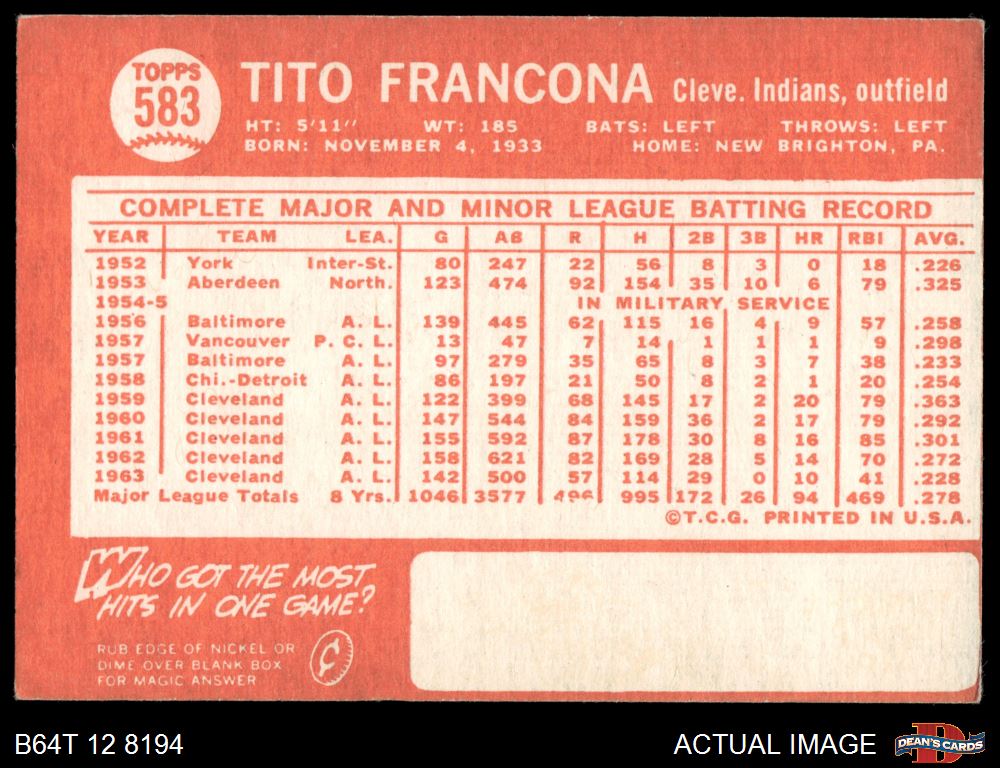 TOPPS
583
TITO FRANCONA Cleve. Indians, outfield
HT: 5'11" WT: 185 BATS: LEFT THROWS: LEFT
BORN: NOVEMBER 4, 1933 HOME: NEW BRIGHTON, PA.
COMPLETE MAJOR AND MINOR LEAGUE BATTING RECORD
YEAR TEAM LEA. G AB R H 2B 3B HR RBI AVG.
1952 York Inter-St. 80 247 22 56 8 3 0 18 .226
1953 Aberdeen North. 123 474 92 154 35 10 6 79 .325
1954-5 IN MILITARY SERVICE
1956 Baltimore A. L. 139 445 62 115 16 4 9 57 .258
1957 Vancouver P. C. L. 13 47 7 14 1 1 1 9 .298
1957 Baltimore A. L. 97 279 35 65 8 3 7 38 .233
1958 Chi.-Detroit A. L. 86 197 21 50 8 2 1 20 .254
1959 Cleveland A. L. 122 399 68 145 17 2 20 79 .363
1960 Cleveland A. L. 147 544 84 159 36 2 17 79 .292
1961 Cleveland A. L. 155 592 87 178 30 8 16 85 .301
1962 Cleveland A. L. 158 621 82 169 28 5 14 70 .272
1963 Cleveland A. L. 142 500 57 114 29 0 10 41 .228
Major League Totals 8 Yrs. 1046 3577 496 995 172 26 94 469 .278
©T.C.G. PRINTED IN U.S.A.
WHO GOT THE MOST
HITS IN ONE GAME?
RUB EDGE OF NICKEL OR
DIME OVER BLANK BOX
FOR MAGIC ANSWER
¢
B64T 12 8194
ACTUAL IMAGE
D
DEAN'S CARDS